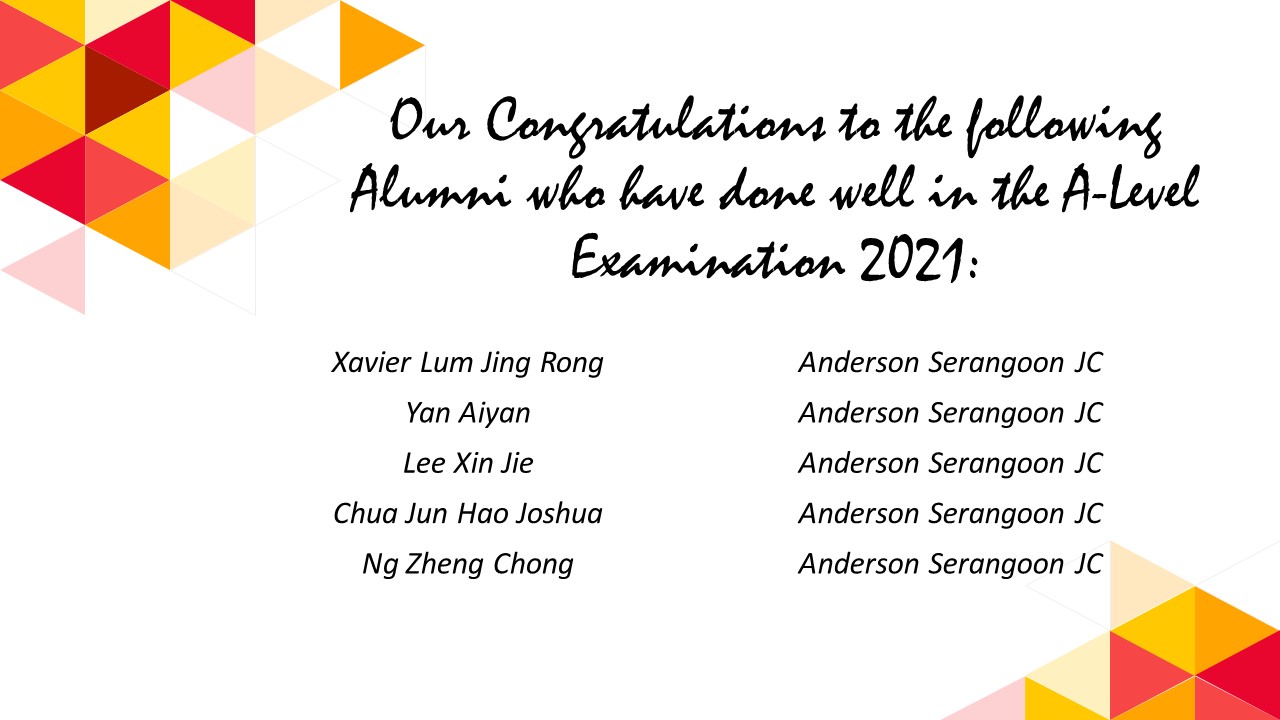 Our Congratulations to the following
Alumni who have done well in the A-Level
Examination 2021:
Xavier Lum Jing Rong Anderson Serangoon JC
Yan Aiyan Anderson Serangoon JC
Lee Xin Jie Anderson Serangoon JC
Chua Jun Hao Joshua Anderson Serangoon JC
Ng Zheng Chong Anderson Serangoon JC